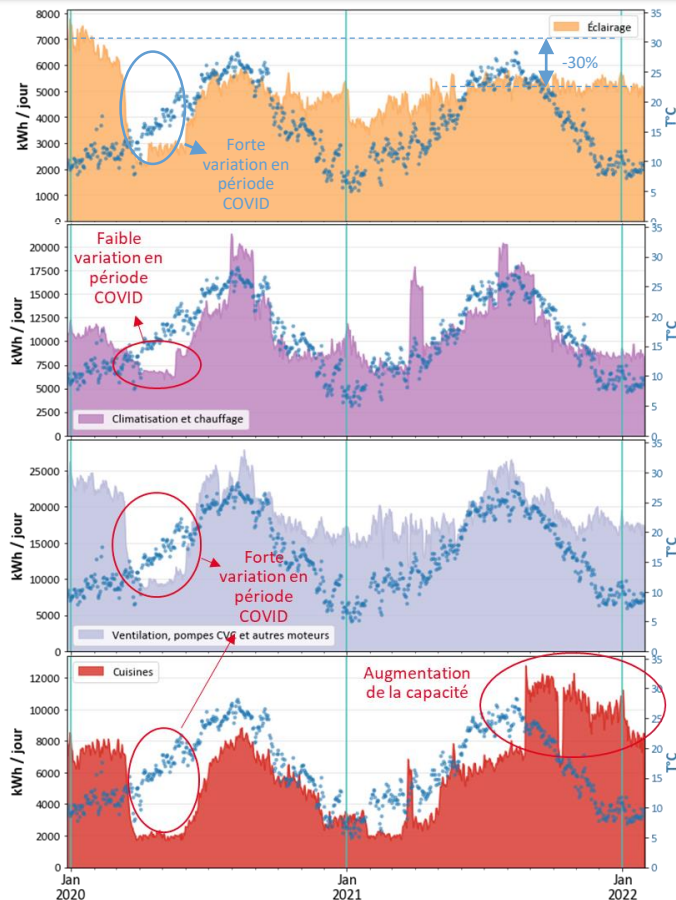 8000
7000
6000
5000
4000
3000
2000
1000
0
kWh / jour
Éclairage
-30%
Forte
variation en
période
COVID
35
30
25
20
15
10
5
0
T°C
20000
17500
15000
12500
10000
7500
5000
2500
0
kWh / jour
Faible
variation en
période
COVID
Climatisation et chauffage
35
30
25
20
15
10
5
0
T°C
25000
20000
15000
10000
5000
0
kWh / jour
Forte
variation en
période
COVID
Ventilation, pompes CVC et autres moteurs
35
30
25
20
15
10
5
0
T°C
12000
10000
8000
6000
4000
2000
0
kWh / jour
Cuisines
Augmentation
de la capacité
35
30
25
20
15
10
5
0
T°C
Jan
2020
2021
Jan
2022